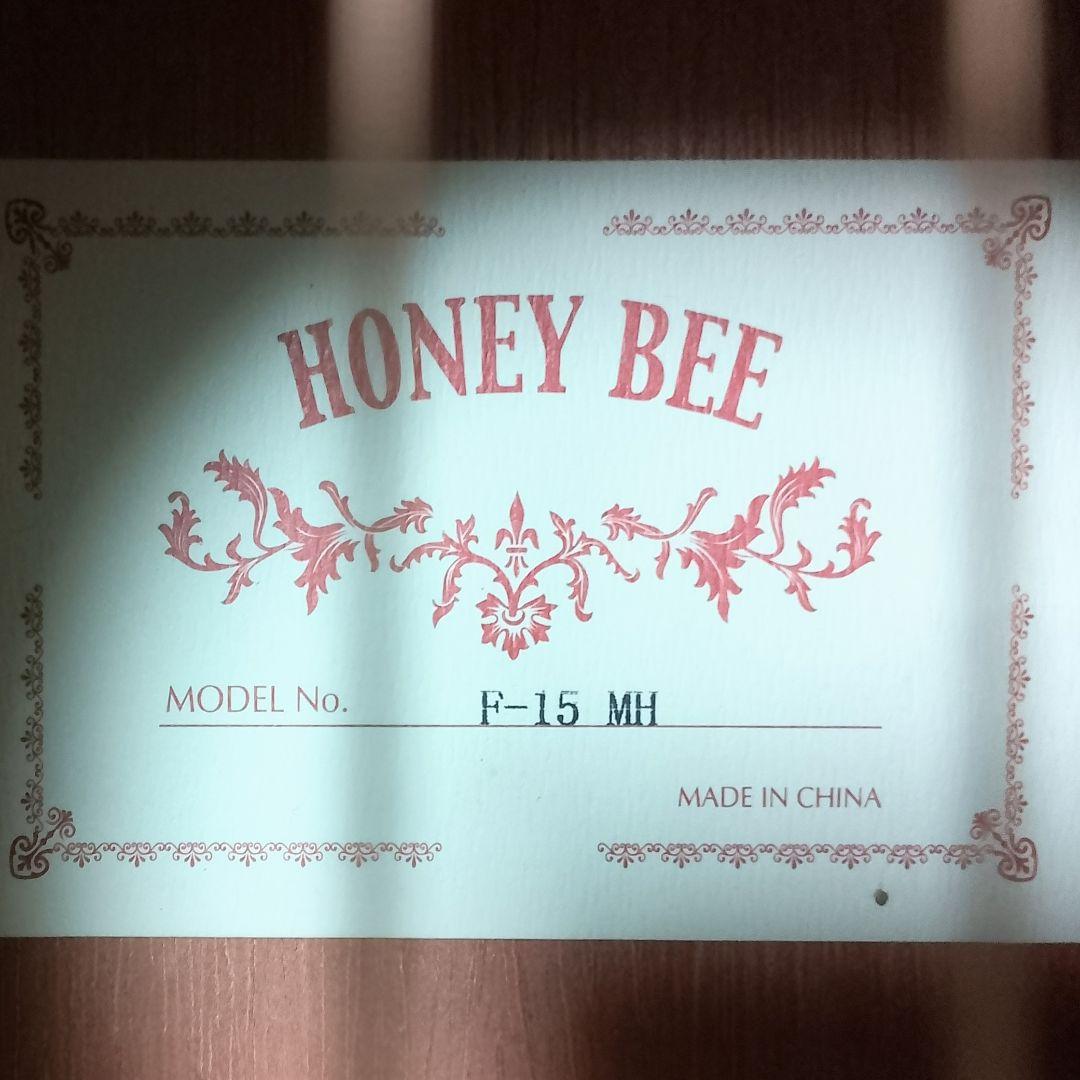 HONEY BEE
MODEL No. F-15 MH
MADE IN CHINA